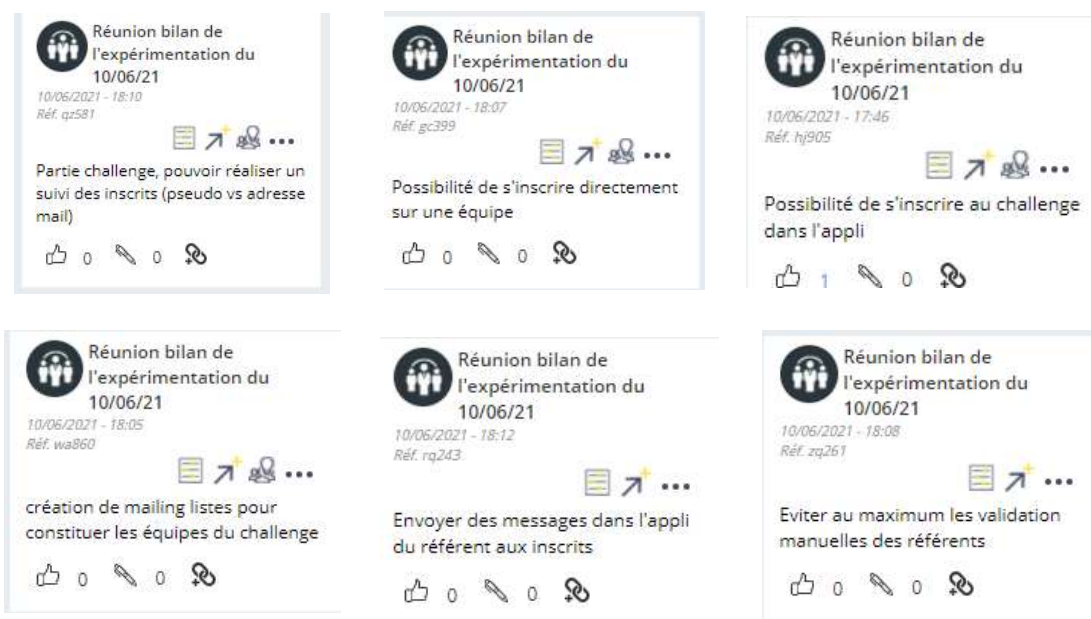 Réunion bilan de
l'expérimentation du
10/06/21
10/06/2021 - 18:10
Réf. qz581
Partie challenge, pouvoir réaliser un
suivi des inscrits (pseudo vs adresse
mail)
0 0
Réunion bilan de
l'expérimentation du
10/06/21
10/06/2021 - 18:07
Réf. gc399
Possibilité de s'inscrire directement
sur une équipe
0 0
Réunion bilan de
l'expérimentation du
10/06/21
10/06/2021 - 17:46
Réf. hj905
Possibilité de s'inscrire au challenge
dans l'appli
1 0
Réunion bilan de
l'expérimentation du
10/06/21
10/06/2021 - 18:05
Réf. wa860
création de mailing listes pour
constituer les équipes du challenge
0 0
Réunion bilan de
l'expérimentation du
10/06/21
10/06/2021 - 18:12
Réf. rq243
Envoyer des messages dans l'appli
du référent aux inscrits
0 0
Réunion bilan de
l'expérimentation du
10/06/21
10/06/2021 - 18:08
Réf. zq261
Eviter au maximum les validation
manuelles des référents
0 0